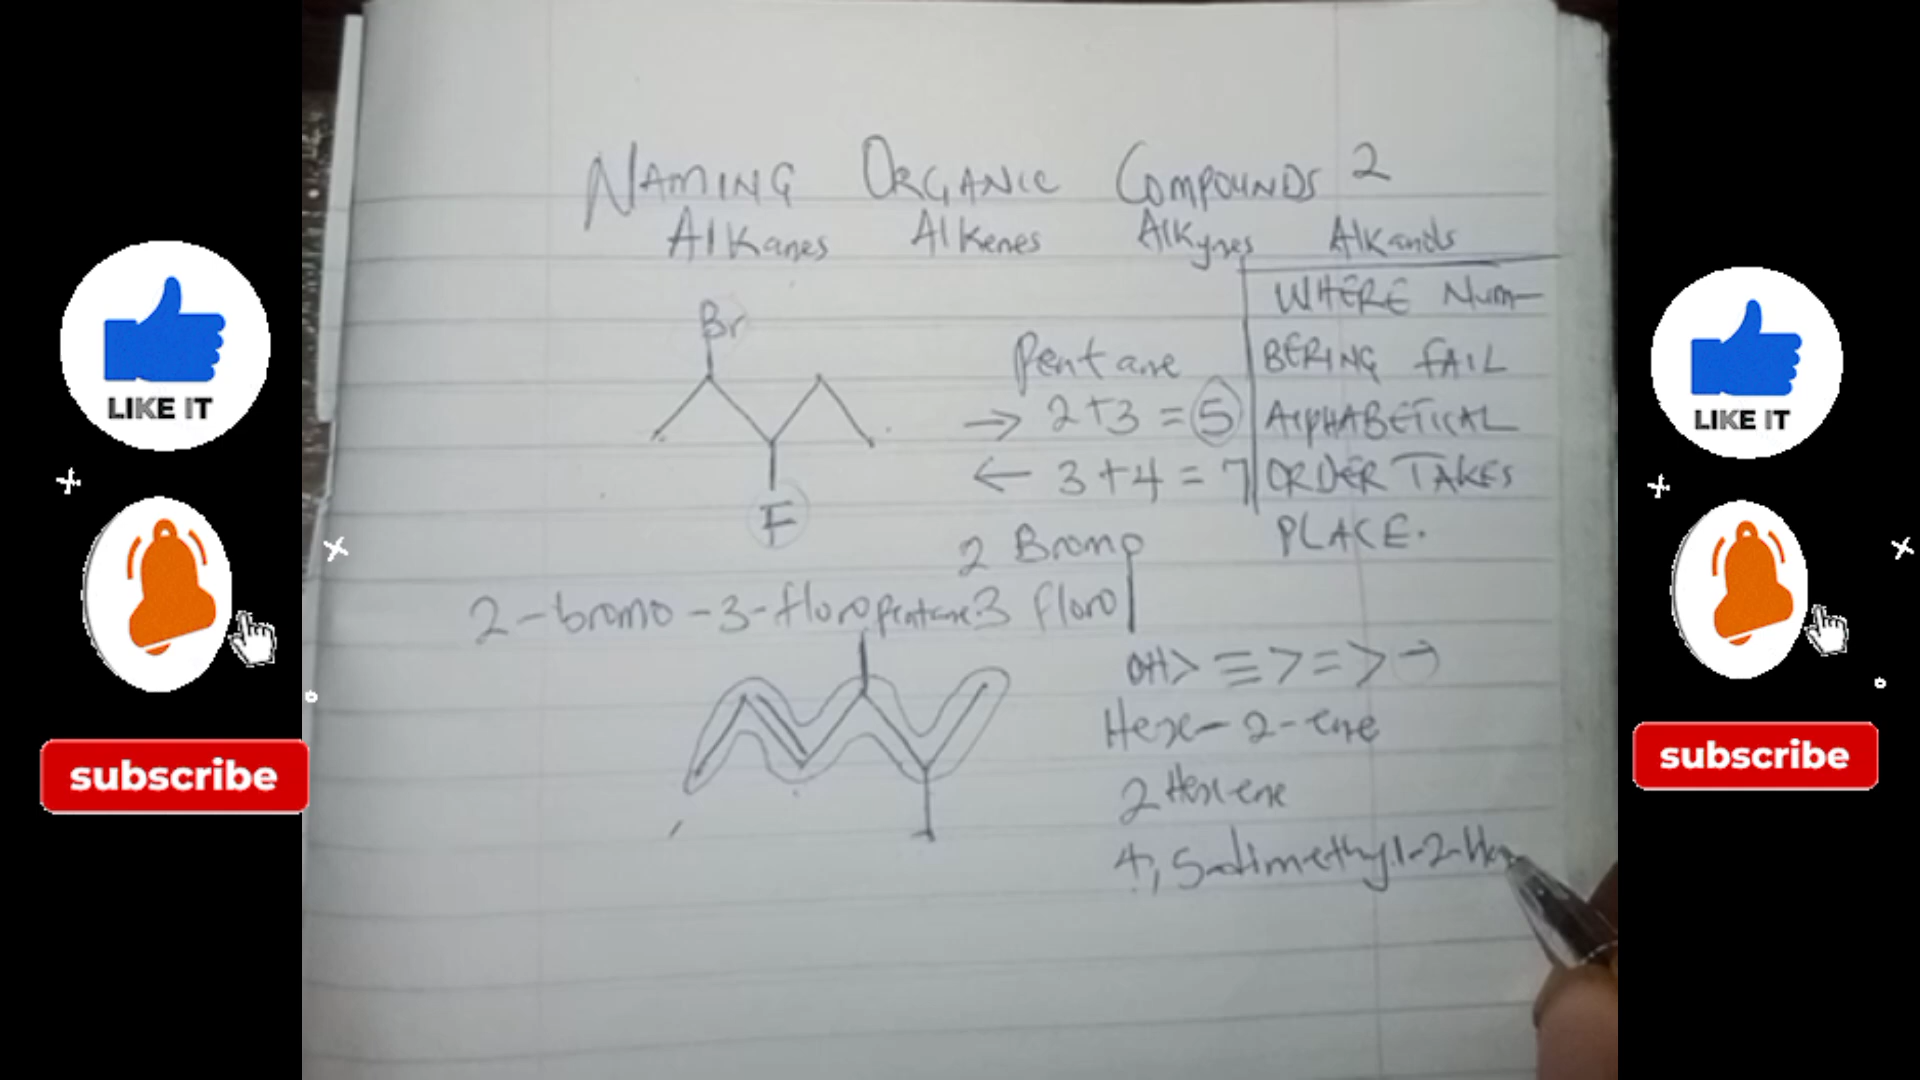 NAMING ORGANIC COMPOUNDS 2
Alkanes Alkenes Alkynes Alkanols
WHERE NUM-
BERING FAIL
ALPHABETICAL
ORDER TAKES
PLACE.
Br
F
Pentane
→ 2+3 = 5
← 3+4 = 7
2 Bromo
3 floro
2-bromo-3-floropentane
OH > ≡ > = > -
Hex-2-ene
2 Hexene
4,5-dimethyl-2-Hex
LIKE IT
subscribe
LIKE IT
subscribe